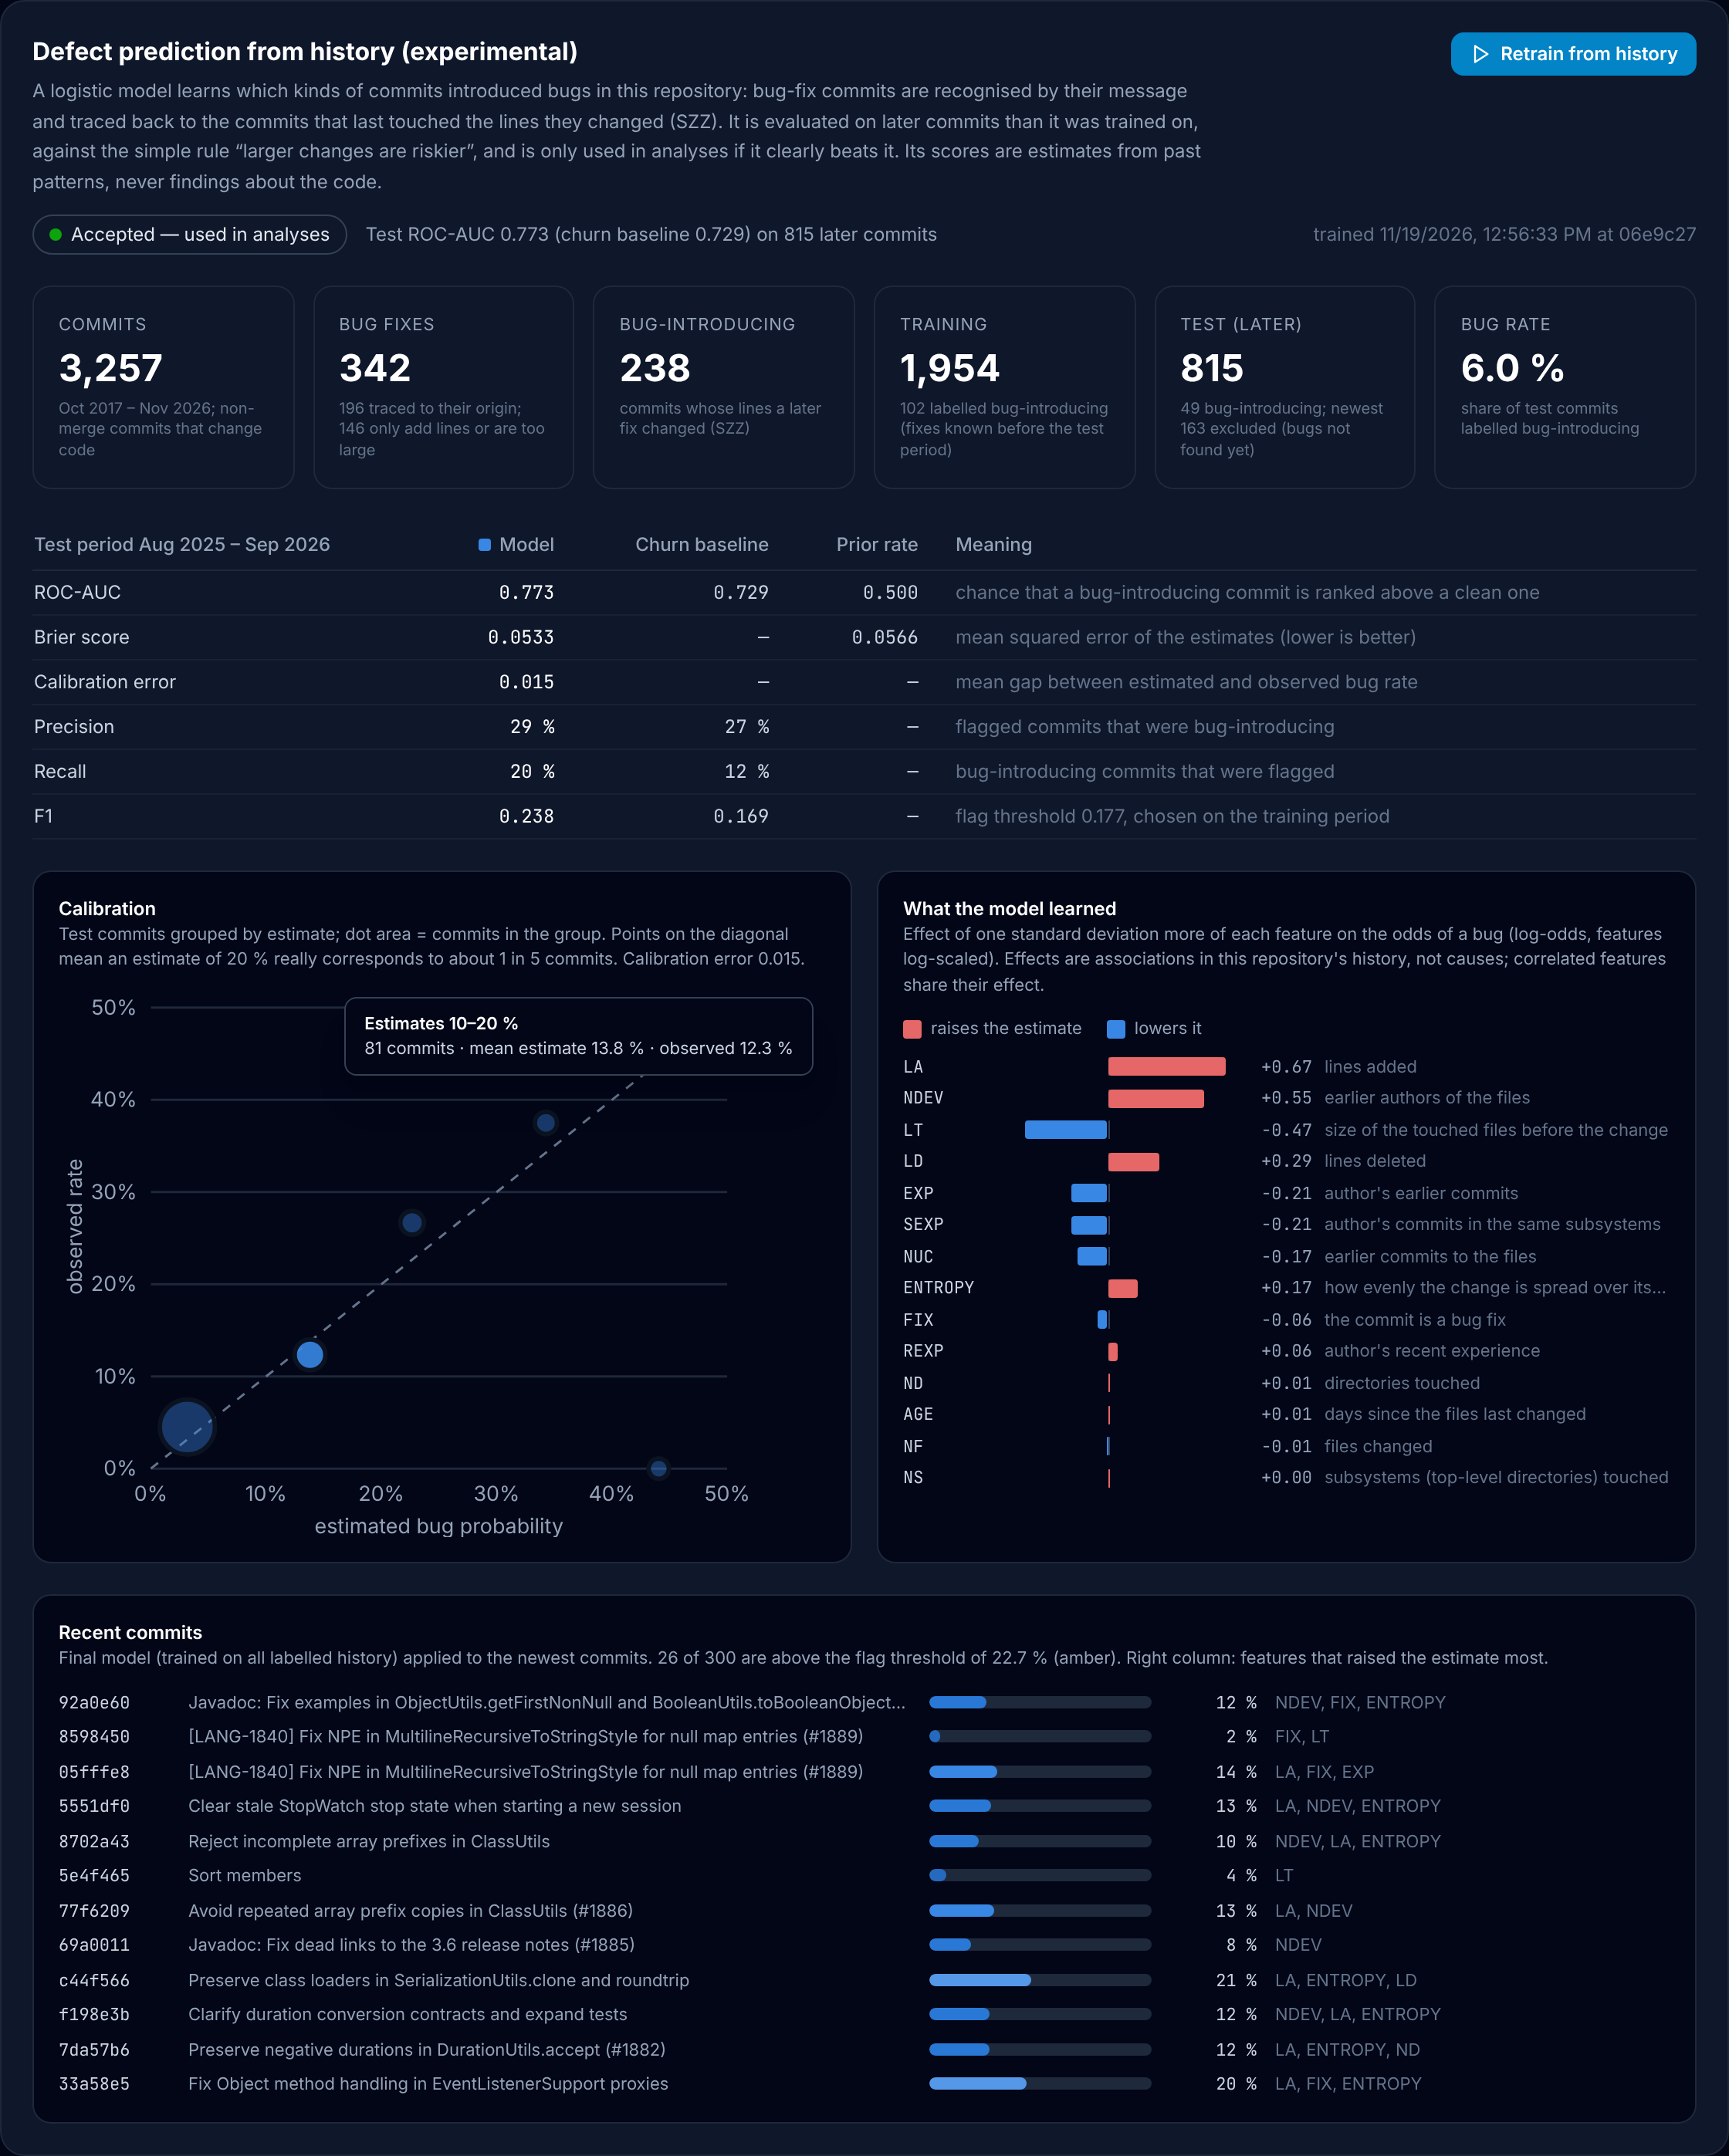 Defect prediction from history (experimental)
Retrain from history
A logistic model learns which kinds of commits introduced bugs in this repository: bug-fix commits are recognised by their message
and traced back to the commits that last touched the lines they changed (SZZ). It is evaluated on later commits than it was trained on,
against the simple rule “larger changes are riskier”, and is only used in analyses if it clearly beats it. Its scores are estimates from past
patterns, never findings about the code.
Accepted — used in analyses
Test ROC-AUC 0.773 (churn baseline 0.729) on 815 later commits
trained 11/19/2026, 12:56:33 PM at 06e9c27
COMMITS
3,257
Oct 2017 – Nov 2026; non-
merge commits that change
code
BUG FIXES
342
196 traced to their origin;
146 only add lines or are too
large
BUG-INTRODUCING
238
commits whose lines a later
fix changed (SZZ)
TRAINING
1,954
102 labelled bug-introducing
(fixes known before the test
period)
TEST (LATER)
815
49 bug-introducing; newest
163 excluded (bugs not
found yet)
BUG RATE
6.0 %
share of test commits
labelled bug-introducing
Test period Aug 2025 – Sep 2026 Model Churn baseline Prior rate Meaning
ROC-AUC 0.773 0.729 0.500 chance that a bug-introducing commit is ranked above a clean one
Brier score 0.0533 — 0.0566 mean squared error of the estimates (lower is better)
Calibration error 0.015 — — mean gap between estimated and observed bug rate
Precision 29 % 27 % — flagged commits that were bug-introducing
Recall 20 % 12 % — bug-introducing commits that were flagged
F1 0.238 0.169 — flag threshold 0.177, chosen on the training period
Calibration
Test commits grouped by estimate; dot area = commits in the group. Points on the diagonal
mean an estimate of 20 % really corresponds to about 1 in 5 commits. Calibration error 0.015.
Estimates 10–20 %
81 commits · mean estimate 13.8 % · observed 12.3 %
50%
40%
30%
20%
10%
0%
observed rate
0% 10% 20% 30% 40% 50%
estimated bug probability
What the model learned
Effect of one standard deviation more of each feature on the odds of a bug (log-odds, features
log-scaled). Effects are associations in this repository's history, not causes; correlated features
share their effect.
raises the estimate lowers it
LA +0.67 lines added
NDEV +0.55 earlier authors of the files
LT -0.47 size of the touched files before the change
LD +0.29 lines deleted
EXP -0.21 author's earlier commits
SEXP -0.21 author's commits in the same subsystems
NUC -0.17 earlier commits to the files
ENTROPY +0.17 how evenly the change is spread over its…
FIX -0.06 the commit is a bug fix
REXP +0.06 author's recent experience
ND +0.01 directories touched
AGE +0.01 days since the files last changed
NF -0.01 files changed
NS +0.00 subsystems (top-level directories) touched
Recent commits
Final model (trained on all labelled history) applied to the newest commits. 26 of 300 are above the flag threshold of 22.7 % (amber). Right column: features that raised the estimate most.
92a0e60 Javadoc: Fix examples in ObjectUtils.getFirstNonNull and BooleanUtils.toBooleanObject… 12 % NDEV, FIX, ENTROPY
8598450 [LANG-1840] Fix NPE in MultilineRecursiveToStringStyle for null map entries (#1889) 2 % FIX, LT
05fffe8 [LANG-1840] Fix NPE in MultilineRecursiveToStringStyle for null map entries (#1889) 14 % LA, FIX, EXP
5551df0 Clear stale StopWatch stop state when starting a new session 13 % LA, NDEV, ENTROPY
8702a43 Reject incomplete array prefixes in ClassUtils 10 % NDEV, LA, ENTROPY
5e4f465 Sort members 4 % LT
77f6209 Avoid repeated array prefix copies in ClassUtils (#1886) 13 % LA, NDEV
69a0011 Javadoc: Fix dead links to the 3.6 release notes (#1885) 8 % NDEV
c44f566 Preserve class loaders in SerializationUtils.clone and roundtrip 21 % LA, ENTROPY, LD
f198e3b Clarify duration conversion contracts and expand tests 12 % NDEV, LA, ENTROPY
7da57b6 Preserve negative durations in DurationUtils.accept (#1882) 12 % LA, ENTROPY, ND
33a58e5 Fix Object method handling in EventListenerSupport proxies 20 % LA, FIX, ENTROPY